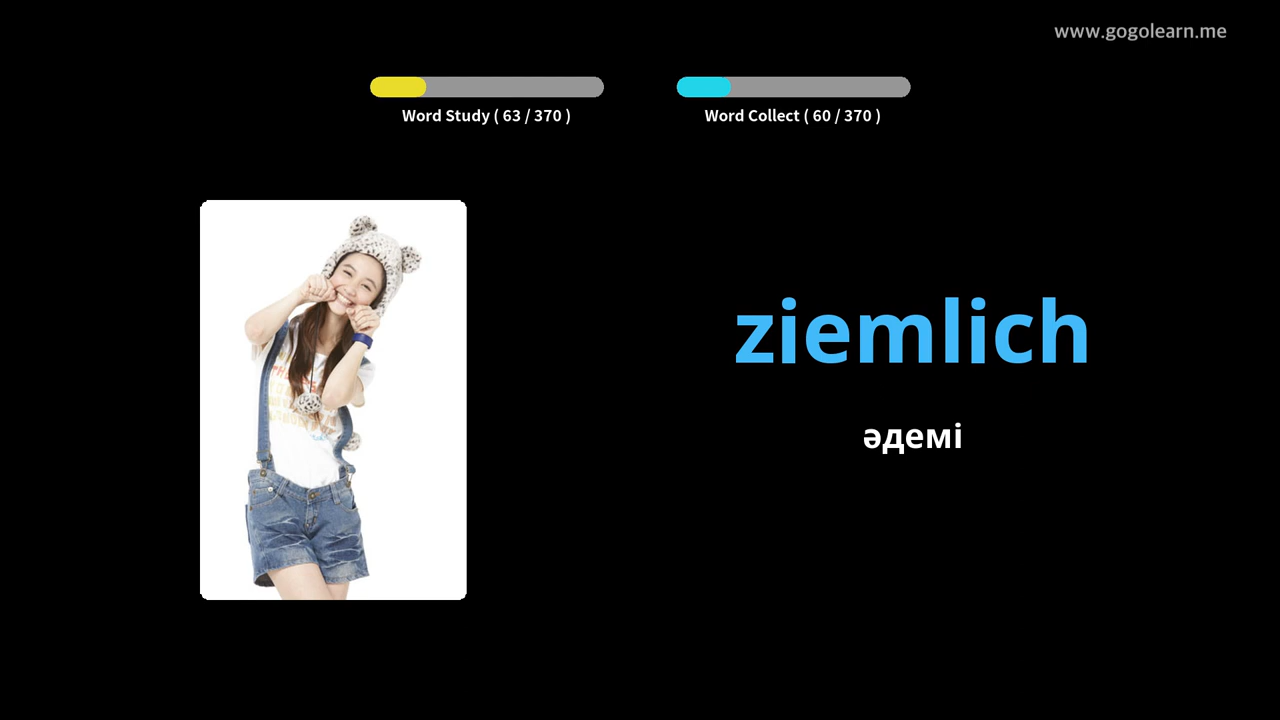 www.gogolearn.me
Word Study ( 63 / 370 )
Word Collect ( 60 / 370 )
ziemlich
әдемі